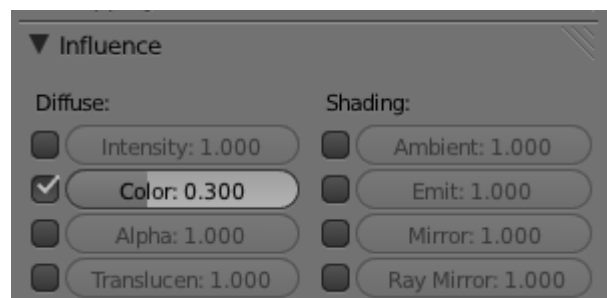 Influence
Diffuse:
Shading:
Intensity: 1.000
Ambient: 1.000
Color: 0.300
Emit: 1.000
Alpha: 1.000
Mirror: 1.000
Translucen: 1.000
Ray Mirror: 1.000